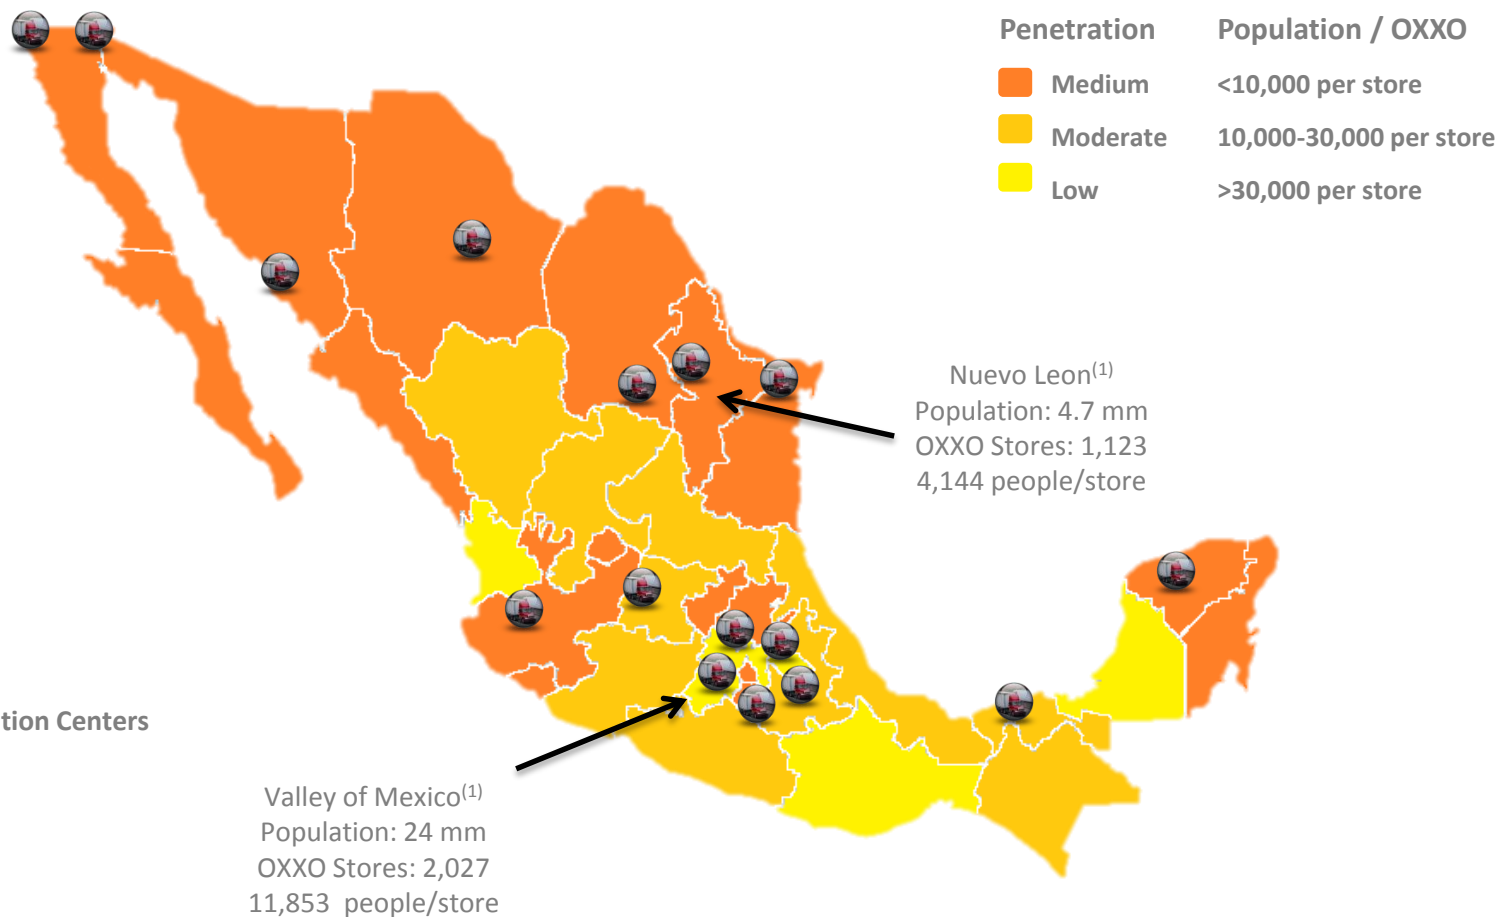 Penetration Population / OXXO
Medium <10,000 per store
Moderate 10,000-30,000 per store
Low >30,000 per store
Nuevo Leon(1)
Population: 4.7 mm
OXXO Stores: 1,123
4,144 people/store
tion Centers
Valley of Mexico(1)
Population: 24 mm
OXXO Stores: 2,027
11,853 people/store